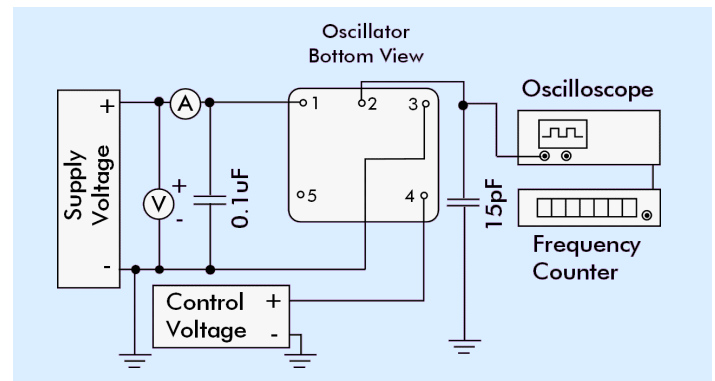 Oscillator
Bottom View
Oscilloscope
Supply
Voltage
+
-
A
V
+
-
0.1uF
1
2
3
5
4
15pF
Frequency
Counter
Control
Voltage
+
-